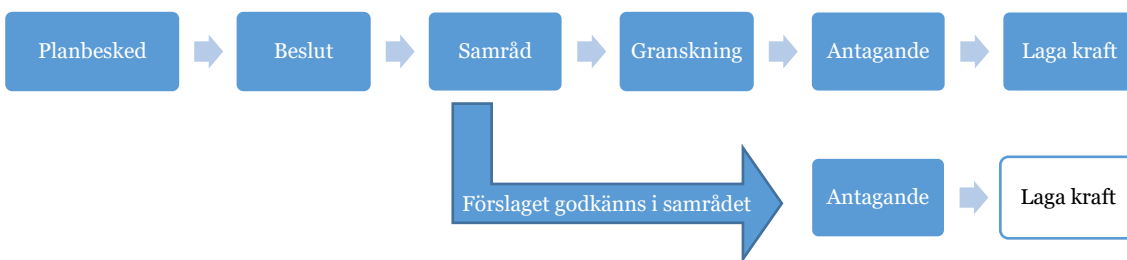 Planbesked
Beslut
Samråd
Granskning
Antagande
Laga kraft
Förslaget godkänns i samrådet
Antagande
Laga kraft